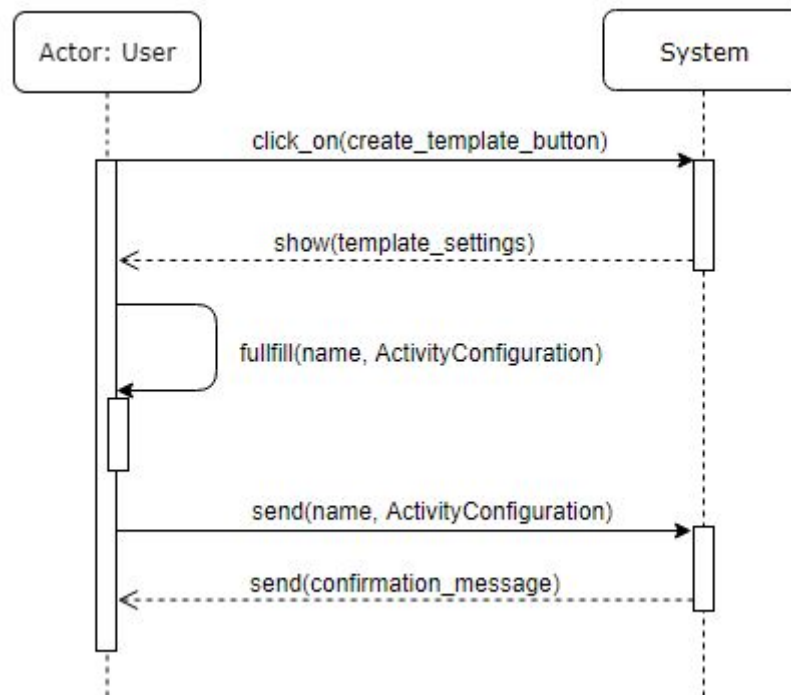 Actor: User
System
click_on(create_template_button)
show(template_settings)
fullfill(name, ActivityConfiguration)
send(name, ActivityConfiguration)
send(confirmation_message)